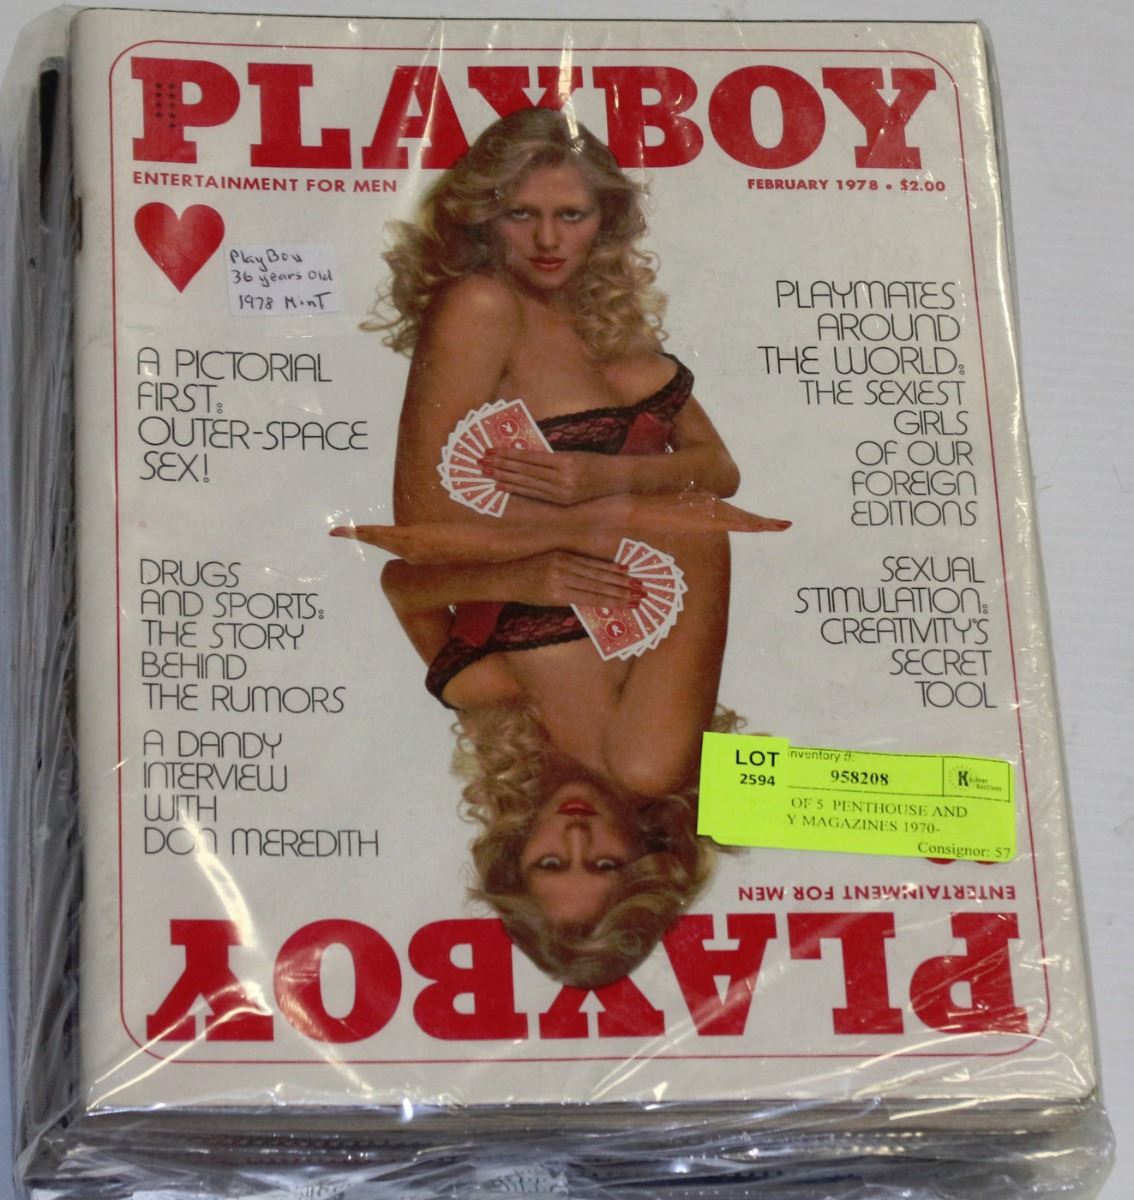 PLAYBOY
ENTERTAINMENT FOR MEN
FEBRUARY 1978 • $2.00
PlayBoy
36 years Old
1978 Mint
A PICTORIAL
FIRST:
OUTER-SPACE
SEX!
DRUGS
AND SPORTS:
THE STORY
BEHIND
THE RUMORS
A DANDY
INTERVIEW
WITH
DON MEREDITH
PLAYMATES
AROUND
THE WORLD:
THE SEXIEST
GIRLS
OF OUR
FOREIGN
EDITIONS
SEXUAL
STIMULATION:
CREATIVITY'S
SECRET
TOOL
LOT
2594
Inventory #:
958208
OF 5 PENTHOUSE AND
Y MAGAZINES 1970-
Consignor: 57
ENTERTAINMENT FOR MEN
PLAYBOY